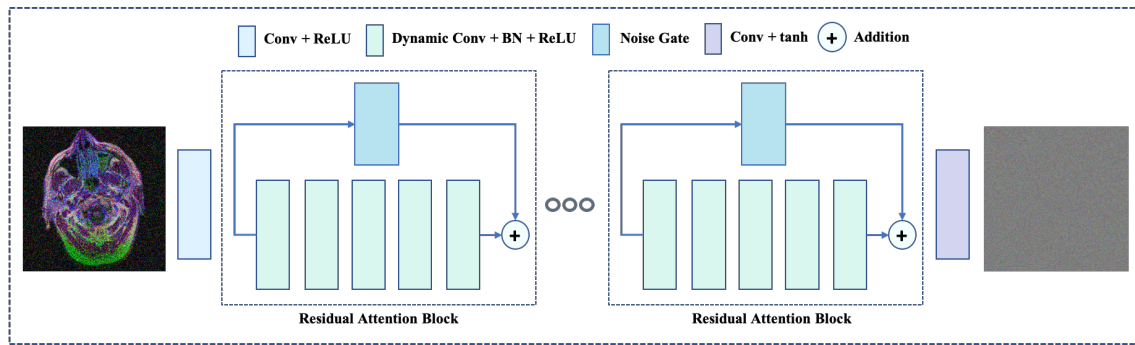 Conv + ReLU Dynamic Conv + BN + ReLU Noise Gate Conv + tanh + Addition
+ +
Residual Attention Block Residual Attention Block